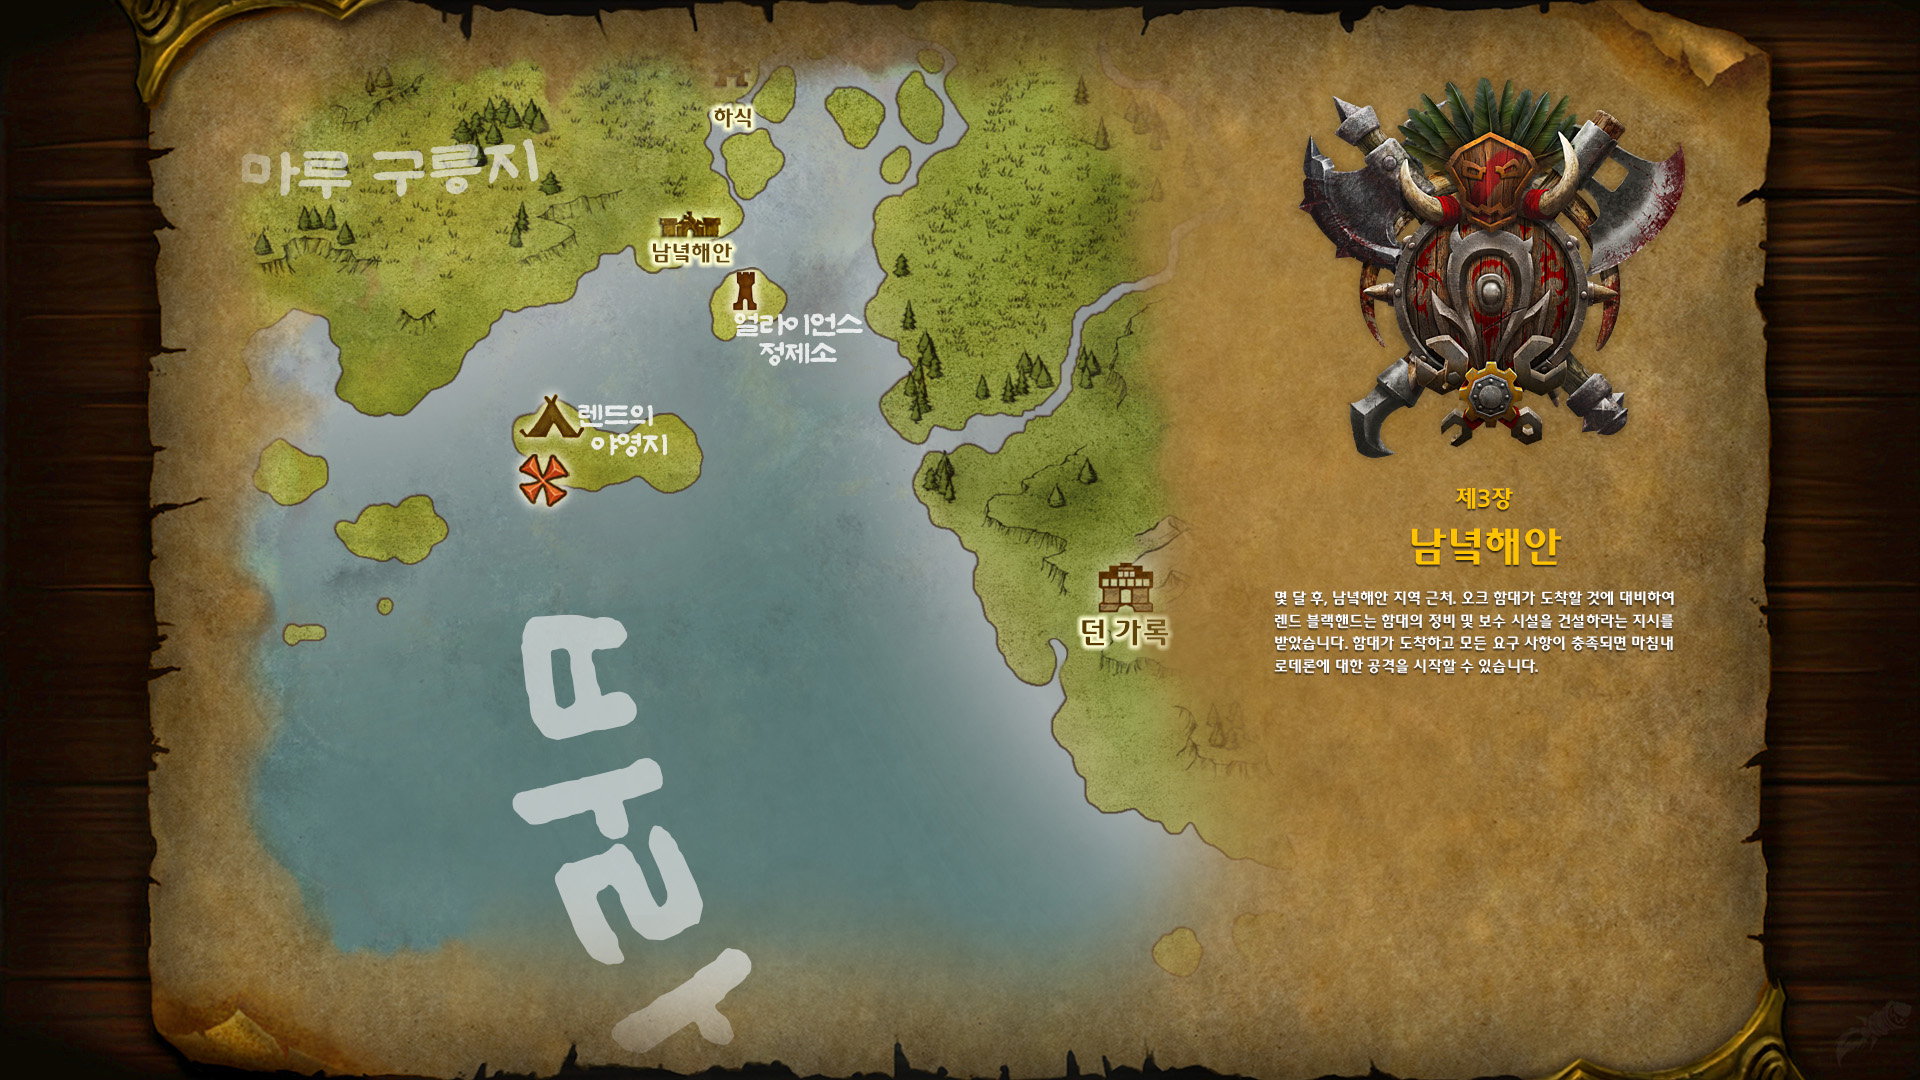 하식
마루 구릉지
남녘해안
얼라이언스
정제소
렌드의
야영지
바다
던 가록
제3장
남녘해안
몇 달 후, 남녘해안 지역 근처. 오크 함대가 도착할 것에 대비하여
렌드 블랙핸드는 함대의 정비 및 보수 시설을 건설하라는 지시를
받았습니다. 함대가 도착하고 모든 요구 사항이 충족되면 마침내
로데론에 대한 공격을 시작할 수 있습니다.